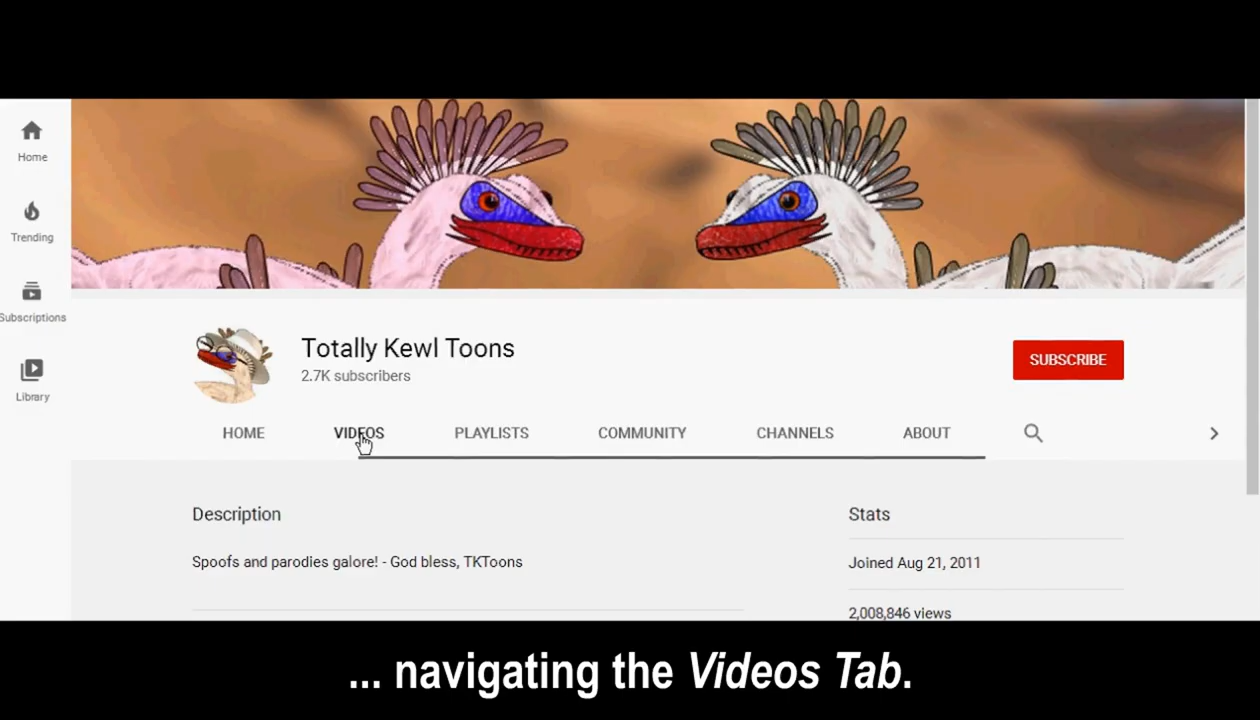 Home
Trending
Subscriptions
Library
Totally Kewl Toons
2.7K subscribers
SUBSCRIBE
HOME VIDEOS PLAYLISTS COMMUNITY CHANNELS ABOUT
Description
Spoofs and parodies galore! - God bless, TKToons
Stats
Joined Aug 21, 2011
2,008,846 views
... navigating the Videos Tab.